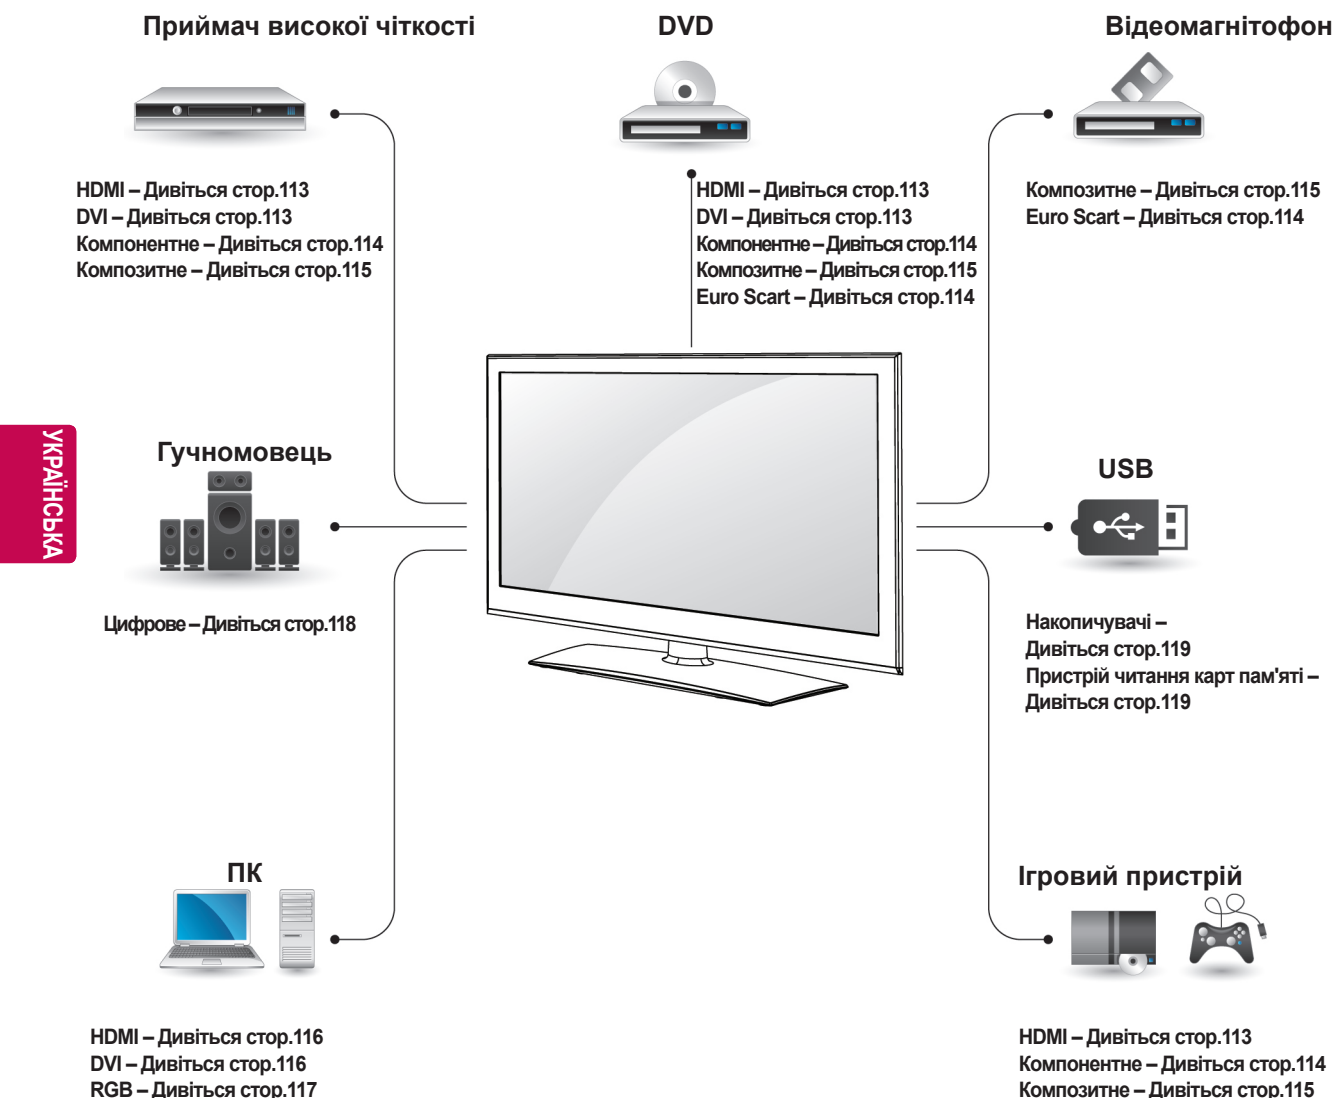 Приймач високої чіткості
HDMI – Дивіться стор.113
DVI – Дивіться стор.113
Компонентне – Дивіться стор.114
Композитне – Дивіться стор.115
DVD
HDMI – Дивіться стор.113
DVI – Дивіться стор.113
Компонентне – Дивіться стор.114
Композитне – Дивіться стор.115
Euro Scart – Дивіться стор.114
Відеомагнітофон
Композитне – Дивіться стор.115
Euro Scart – Дивіться стор.114
УКРАЇНСЬКА
Гучномовець
Цифрове – Дивіться стор.118
USB
Накопичувачі –
Дивіться стор.119
Пристрій читання карт пам'яті –
Дивіться стор.119
ПК
HDMI – Дивіться стор.116
DVI – Дивіться стор.116
RGB – Дивіться стор.117
Ігровий пристрій
HDMI – Дивіться стор.113
Компонентне – Дивіться стор.114
Композитне – Дивіться стор.115